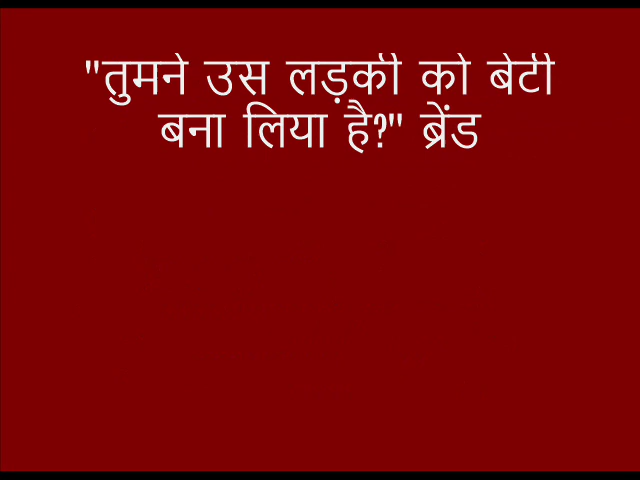 "तुमने उस लड़की को बेटी
बना लिया है?" ब्रेंड